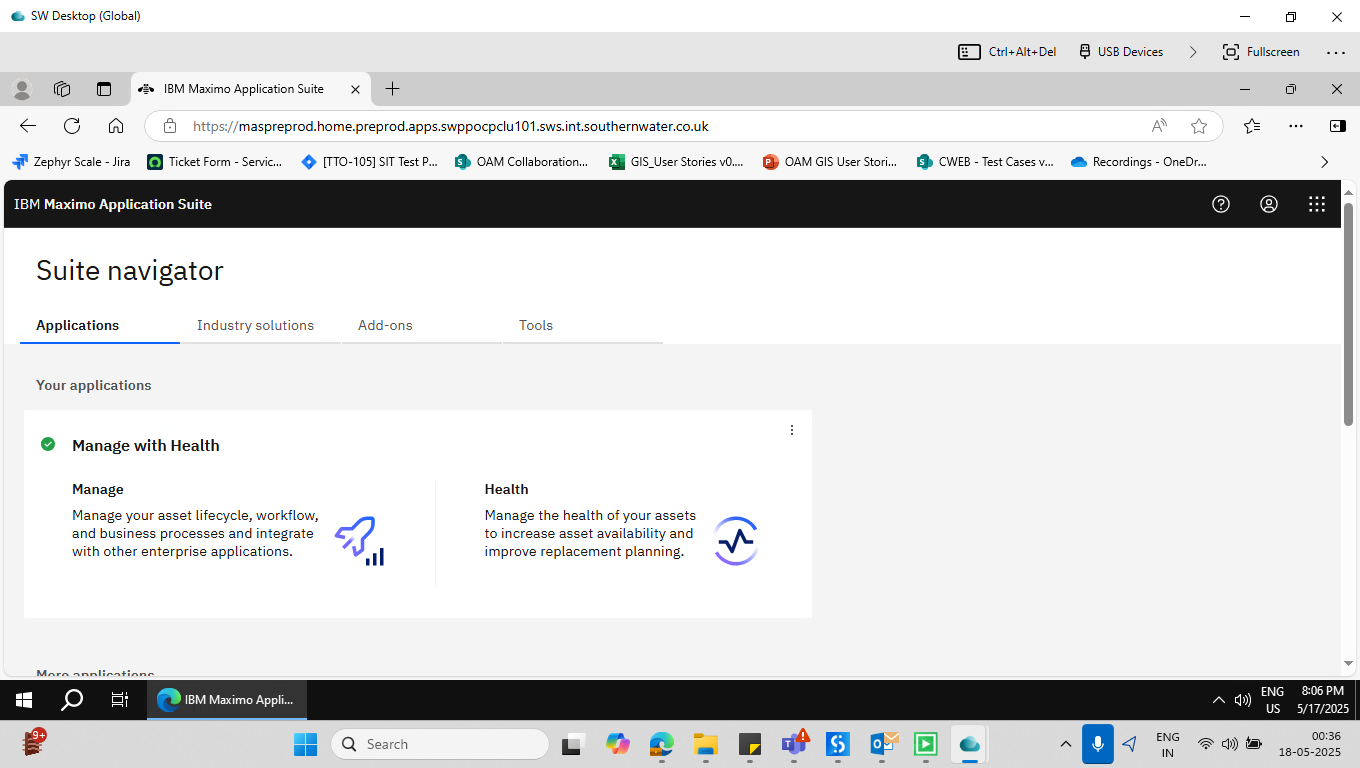 SW Desktop (Global)
Ctrl+Alt+Del USB Devices Fullscreen
IBM Maximo Application Suite
https://maspreprod.home.preprod.apps.swppocpclu101.sws.int.southernwater.co.uk
Zephyr Scale - Jira Ticket Form - Servic... [TTO-105] SIT Test P... OAM Collaboration... GIS_User Stories v0.... OAM GIS User Stori... CWEB - Test Cases v... Recordings - OneDr...
IBM Maximo Application Suite
Suite navigator
Applications Industry solutions Add-ons Tools
Your applications
Manage with Health
Manage
Manage your asset lifecycle, workflow,
and business processes and integrate
with other enterprise applications.
Health
Manage the health of your assets
to increase asset availability and
improve replacement planning.
More applications
IBM Maximo Appli...
ENG
US
8:06 PM
5/17/2025
9+
Search
ENG
IN
00:36
18-05-2025